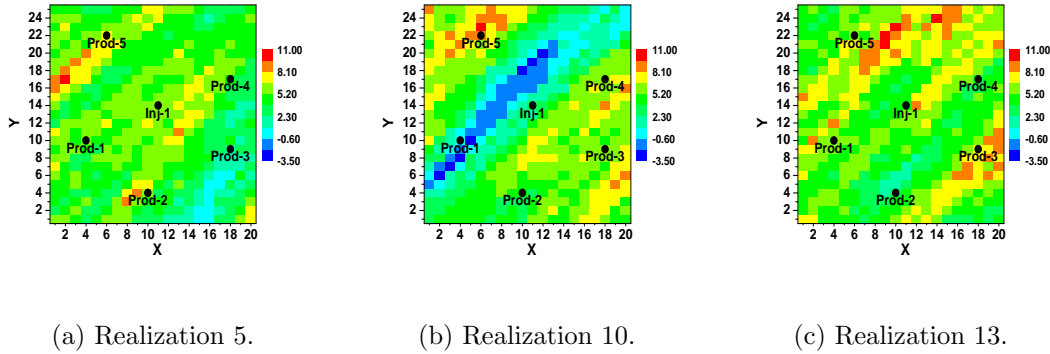 24
22
20
18
16
14
12
10
8
6
4
2
Y
2 4 6 8 10 12 14 16 18 20
X
Prod-5
Prod-4
Inj-1
Prod-1
Prod-3
Prod-2
11.00
8.10
5.20
2.30
-0.60
-3.50
24
22
20
18
16
14
12
10
8
6
4
2
Y
2 4 6 8 10 12 14 16 18 20
X
Prod-5
Prod-4
Inj-1
Prod-1
Prod-3
Prod-2
11.00
8.10
5.20
2.30
-0.60
-3.50
24
22
20
18
16
14
12
10
8
6
4
2
Y
2 4 6 8 10 12 14 16 18 20
X
Prod-5
Prod-4
Inj-1
Prod-1
Prod-3
Prod-2
11.00
8.10
5.20
2.30
-0.60
-3.50
(a) Realization 5.
(b) Realization 10.
(c) Realization 13.